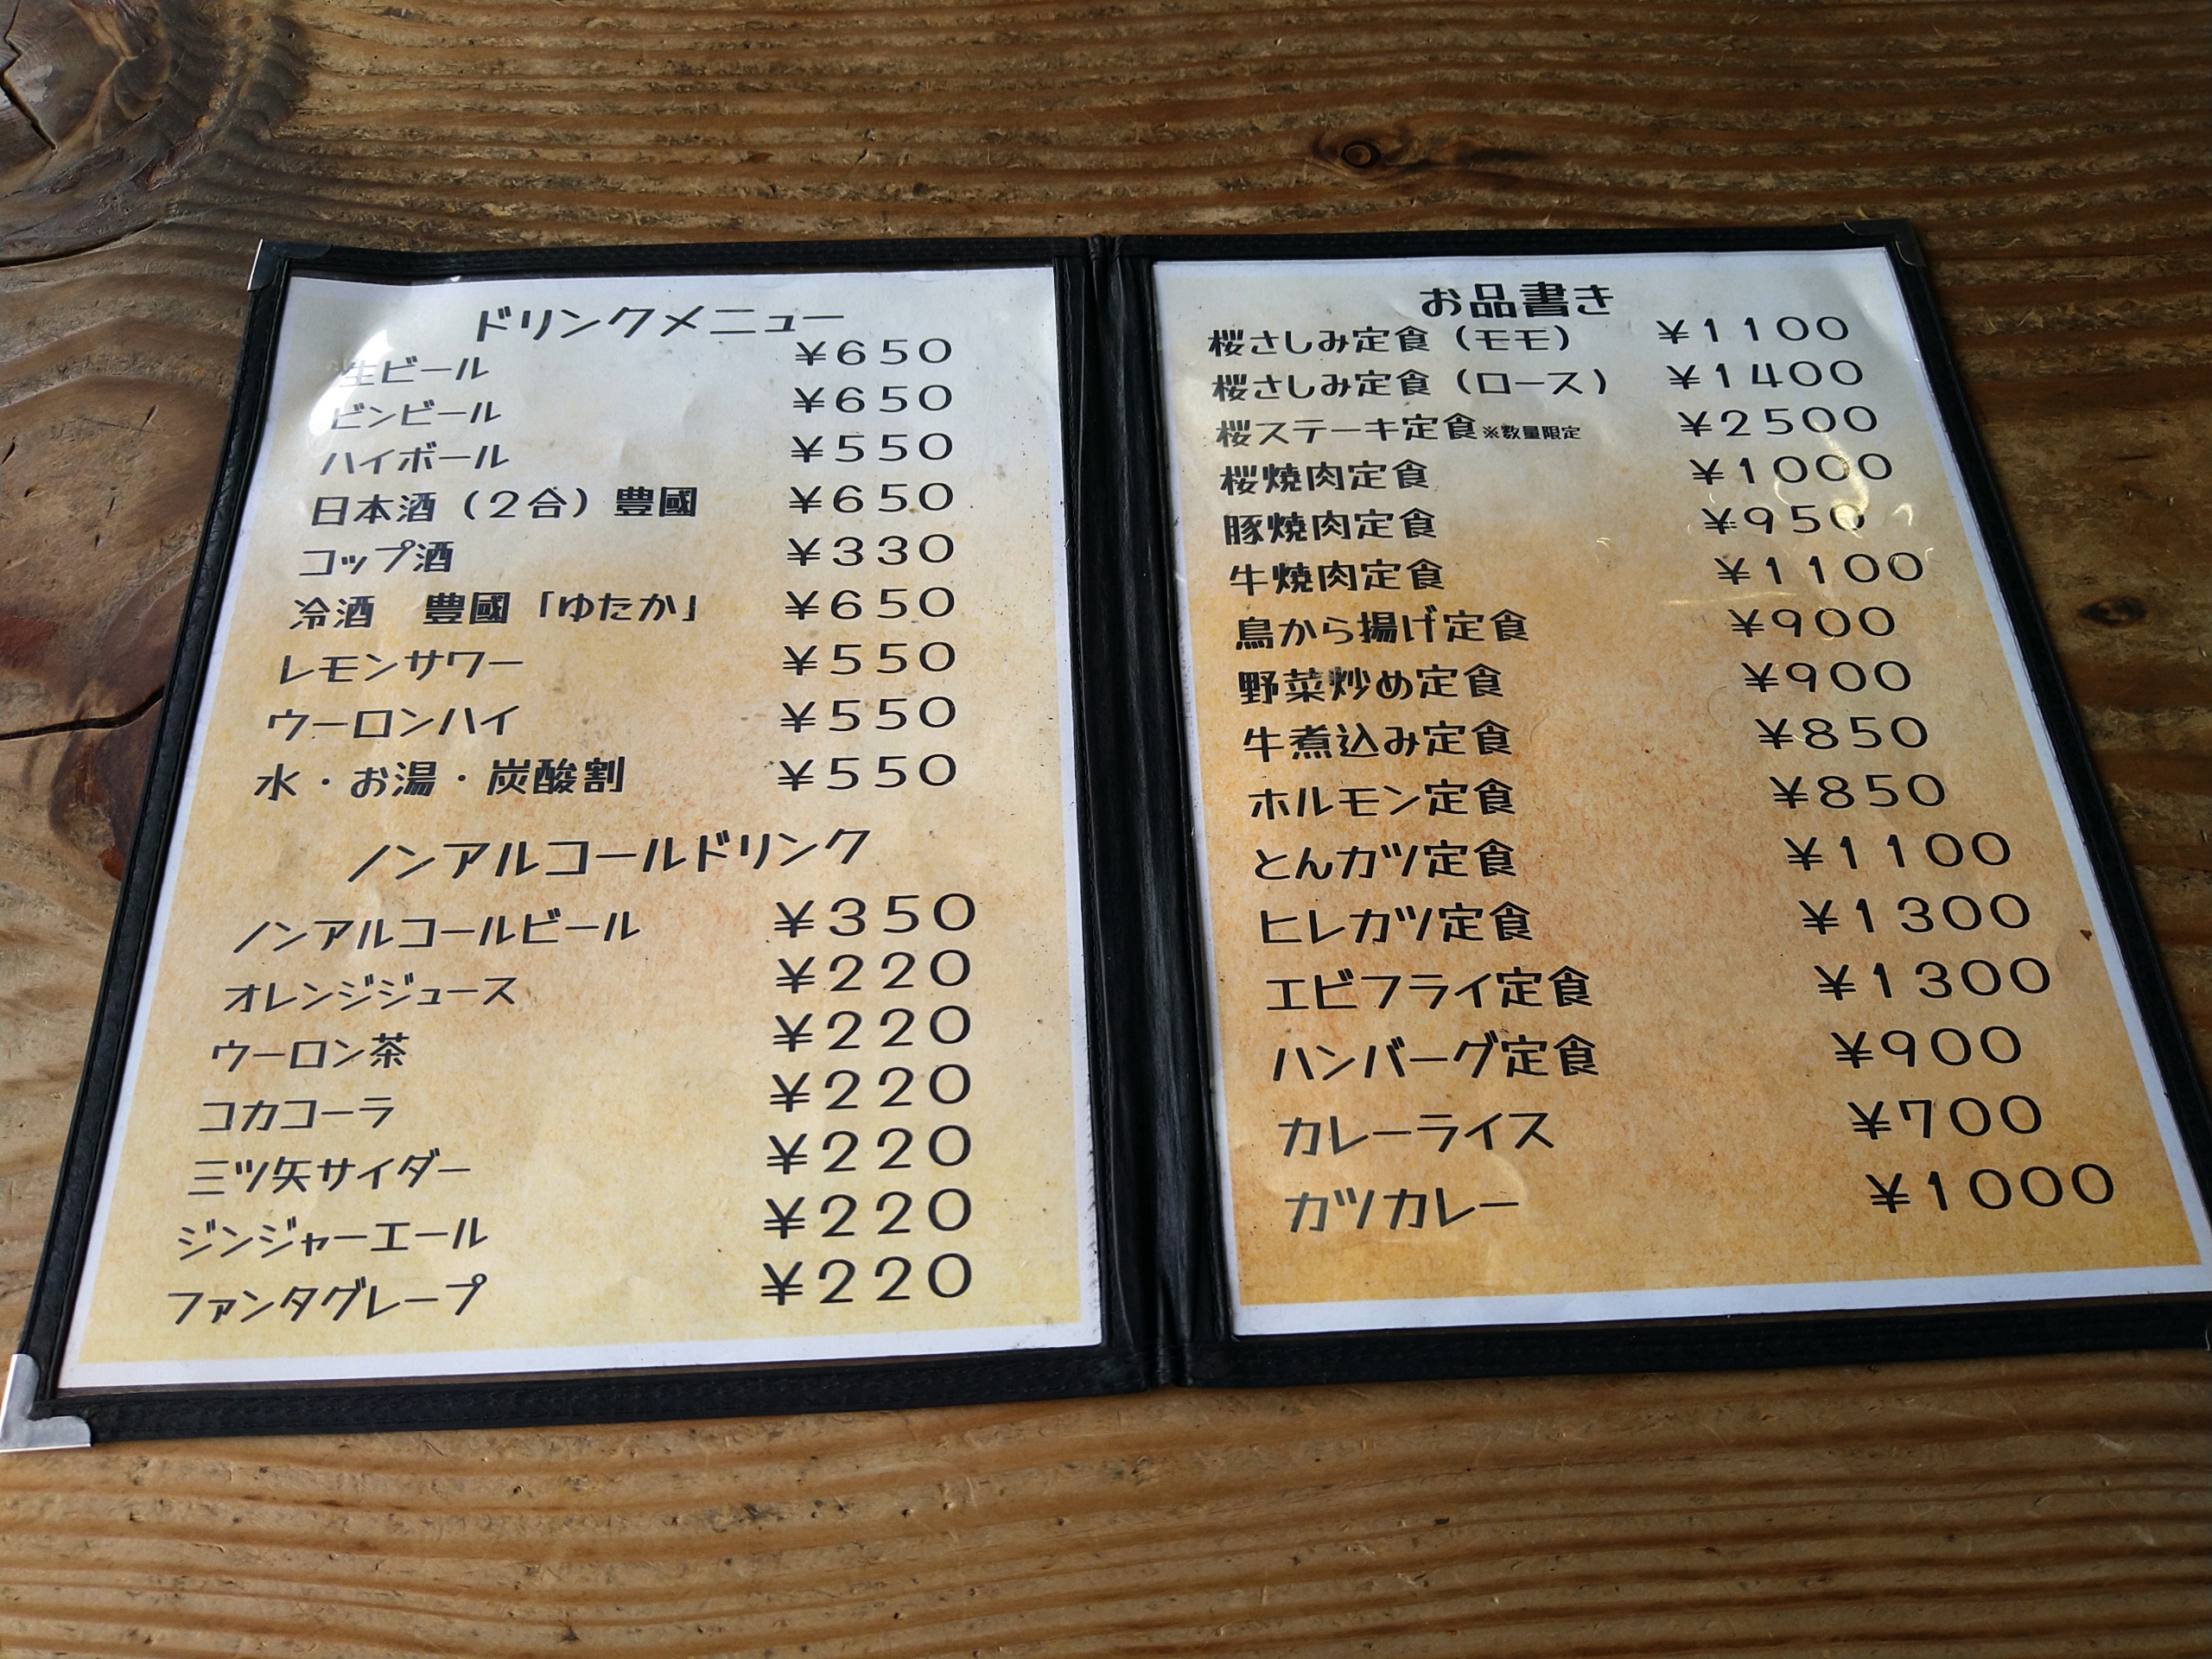 ドリンクメニュー
生ビール ¥650
ビンビール ¥650
ハイボール ¥550
日本酒（2合）豊國 ¥650
コップ酒 ¥330
冷酒　豊國「ゆたか」 ¥650
レモンサワー ¥550
ウーロンハイ ¥550
水・お湯・炭酸割 ¥550
ノンアルコールドリンク
ノンアルコールビール ¥350
オレンジジュース ¥220
ウーロン茶 ¥220
コカコーラ ¥220
三ツ矢サイダー ¥220
ジンジャーエール ¥220
ファンタグレープ ¥220
お品書き
桜さしみ定食（モモ） ¥1100
桜さしみ定食（ロース） ¥1400
桜ステーキ定食※数量限定 ¥2500
桜焼肉定食 ¥1000
豚焼肉定食 ¥950
牛焼肉定食 ¥1100
鳥から揚げ定食 ¥900
野菜炒め定食 ¥900
牛煮込み定食 ¥850
ホルモン定食 ¥850
とんカツ定食 ¥1100
ヒレカツ定食 ¥1300
エビフライ定食 ¥1300
ハンバーグ定食 ¥900
カレーライス ¥700
カツカレー ¥1000